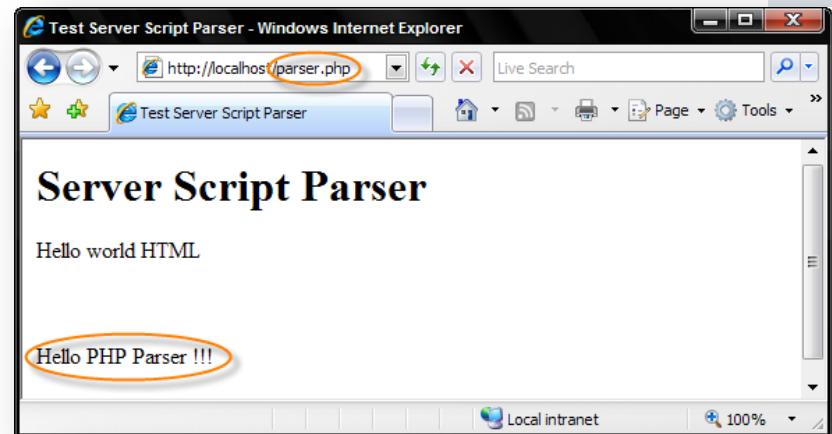 Test Server Script Parser - Windows Internet Explorer
http://localhost/parser.php
Live Search
Test Server Script Parser
Page
Tools
»
Server Script Parser
Hello world HTML
Hello PHP Parser !!!
Local intranet
100%